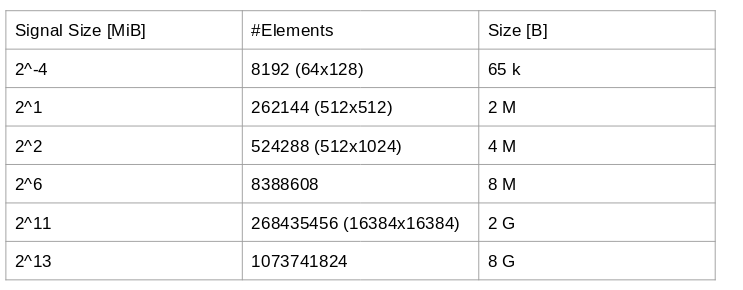 Signal Size [MiB] #Elements Size [B]
2^-4 8192 (64x128) 65 k
2^1 262144 (512x512) 2 M
2^2 524288 (512x1024) 4 M
2^6 8388608 8 M
2^11 268435456 (16384x16384) 2 G
2^13 1073741824 8 G